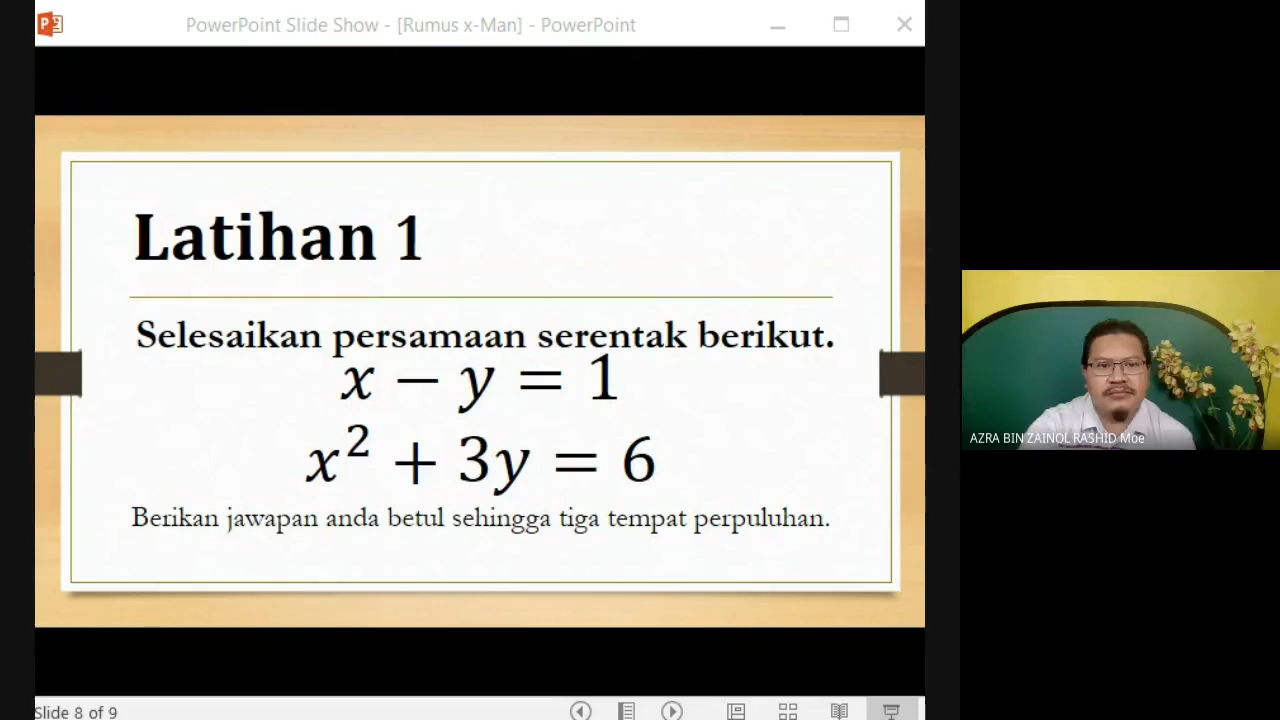 PowerPoint Slide Show - [Rumus x-Man] - PowerPoint
Latihan 1
Selesaikan persamaan serentak berikut.
x − y = 1
x² + 3y = 6
Berikan jawapan anda betul sehingga tiga tempat perpuluhan.
AZRA BIN ZAINOL RASHID Moe
Slide 8 of 9